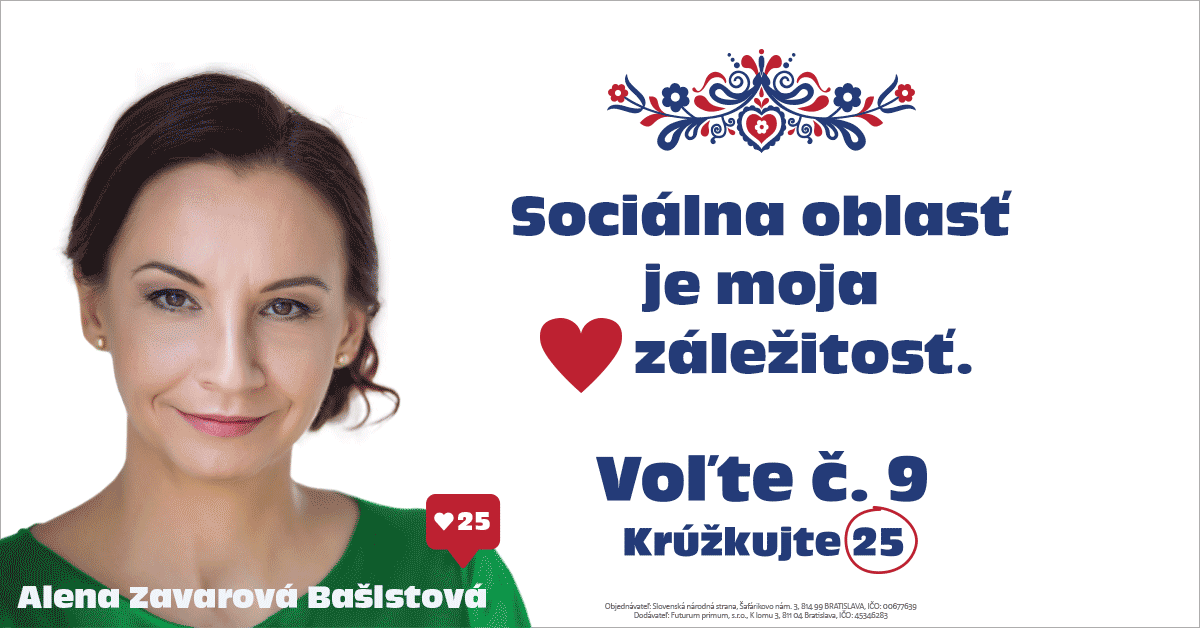 Sociálna oblasť
je moja
záležitosť.
Voľte č. 9
Krúžkujte 25
25
Alena Zavarová Bašistová
Objednávateľ: Slovenská národná strana, Šafárikovo nám. 3, 814 99 BRATISLAVA, IČO: 00677639
Dodávateľ: Futurum primum, s.r.o., K lomu 3, 811 04 Bratislava, IČO: 45346283